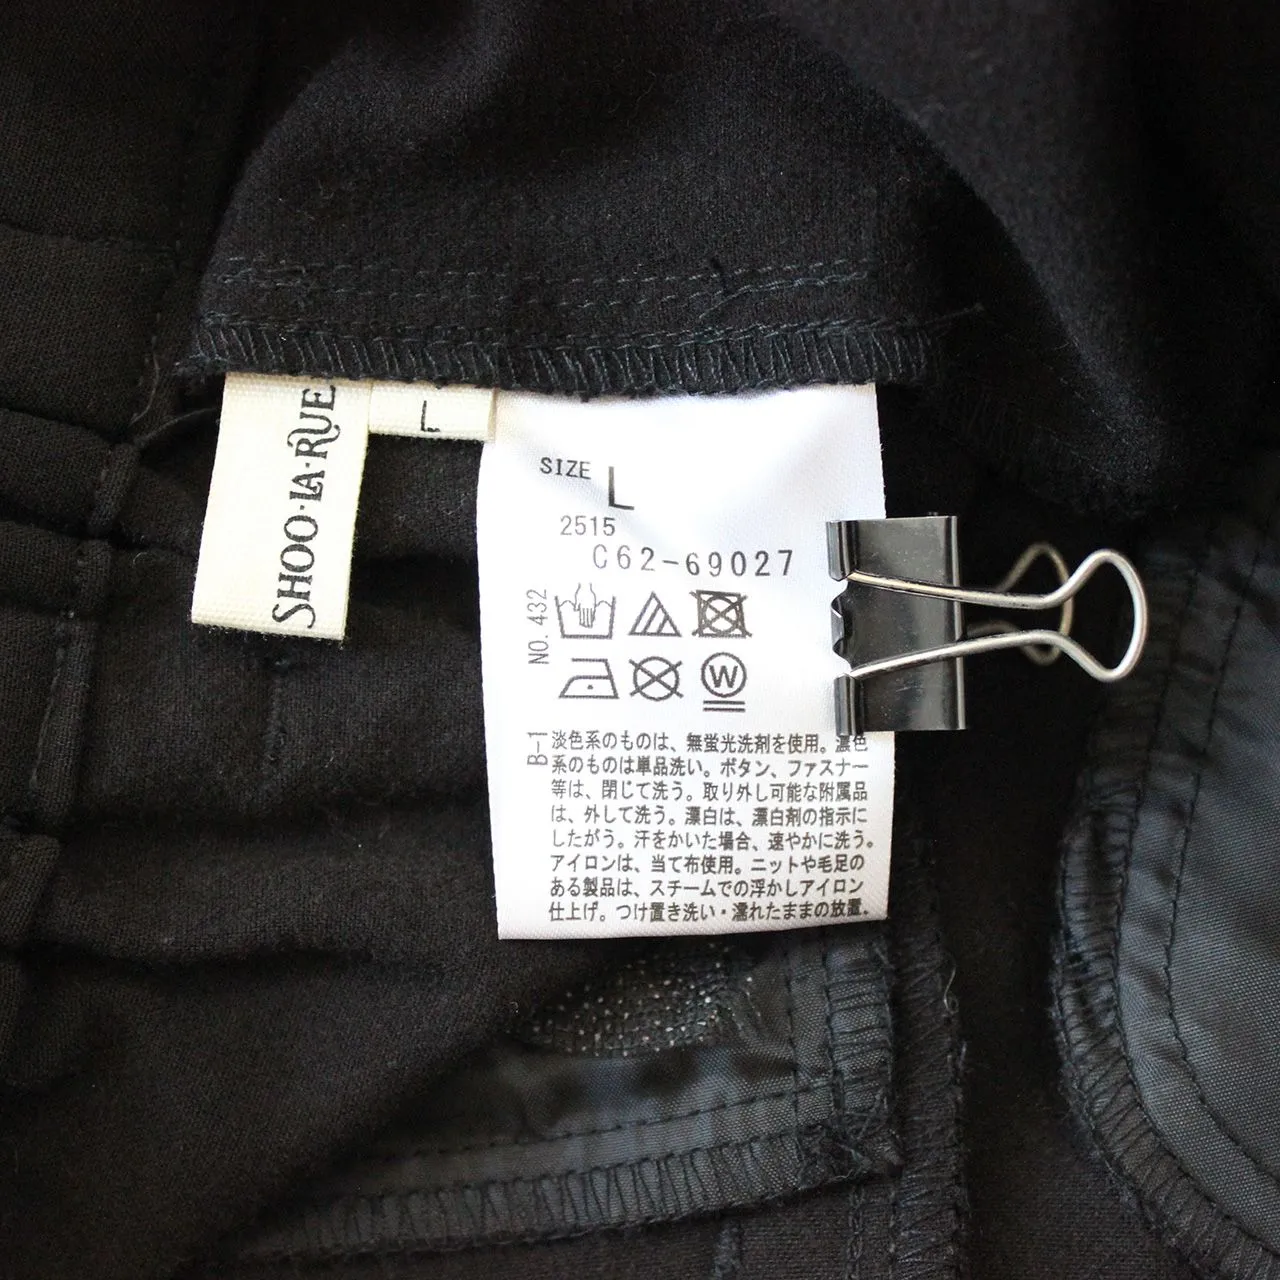 SHOO·LA·RUE
L
SIZE L
2515
C62-69027
NO. 432
W
B-1
淡色系のものは、無蛍光洗剤を使用。濃色
系のものは単品洗い。ボタン、ファスナー
等は、閉じて洗う。取り外し可能な附属品
は、外して洗う。漂白は、漂白剤の指示に
したがう。汗をかいた場合、速やかに洗う。
アイロンは、当て布使用。ニットや毛足の
ある製品は、スチームでの浮かしアイロン
仕上げ。つけ置き洗い・濡れたままの放置、